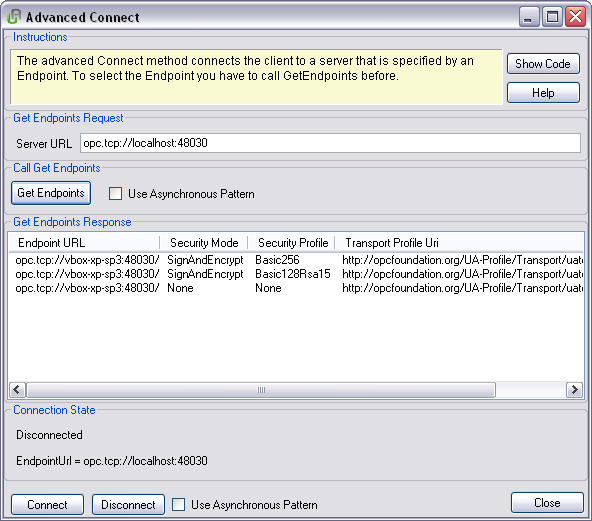 Advanced Connect
Instructions
The advanced Connect method connects the client to a server that is specified by an
Endpoint. To select the Endpoint you have to call GetEndpoints before.
Show Code
Help
Get Endpoints Request
Server URL opc.tcp://localhost:48030
Call Get Endpoints
Get Endpoints Use Asynchronous Pattern
Get Endpoints Response
Endpoint URL Security Mode Security Profile Transport Profile Uri
opc.tcp://vbox-xp-sp3:48030/ SignAndEncrypt Basic256 http://opcfoundation.org/UA-Profile/Transport/uatc
opc.tcp://vbox-xp-sp3:48030/ SignAndEncrypt Basic128Rsa15 http://opcfoundation.org/UA-Profile/Transport/uatc
opc.tcp://vbox-xp-sp3:48030/ None None http://opcfoundation.org/UA-Profile/Transport/uatc
Connection State
Disconnected
EndpointUrl = opc.tcp://localhost:48030
Connect Disconnect Use Asynchronous Pattern Close